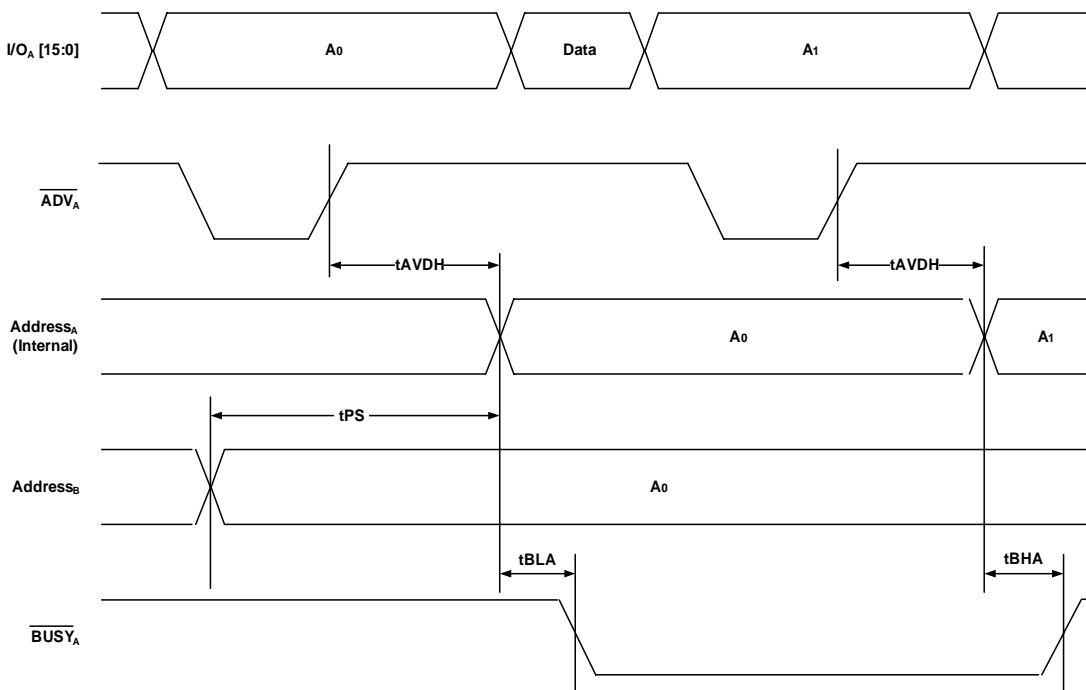 I/OA [15:0]
A0
Data
A1
ADVA
tAVDH
tAVDH
AddressA
(Internal)
A0
A1
tPS
AddressB
A0
tBLA
tBHA
BUSYA